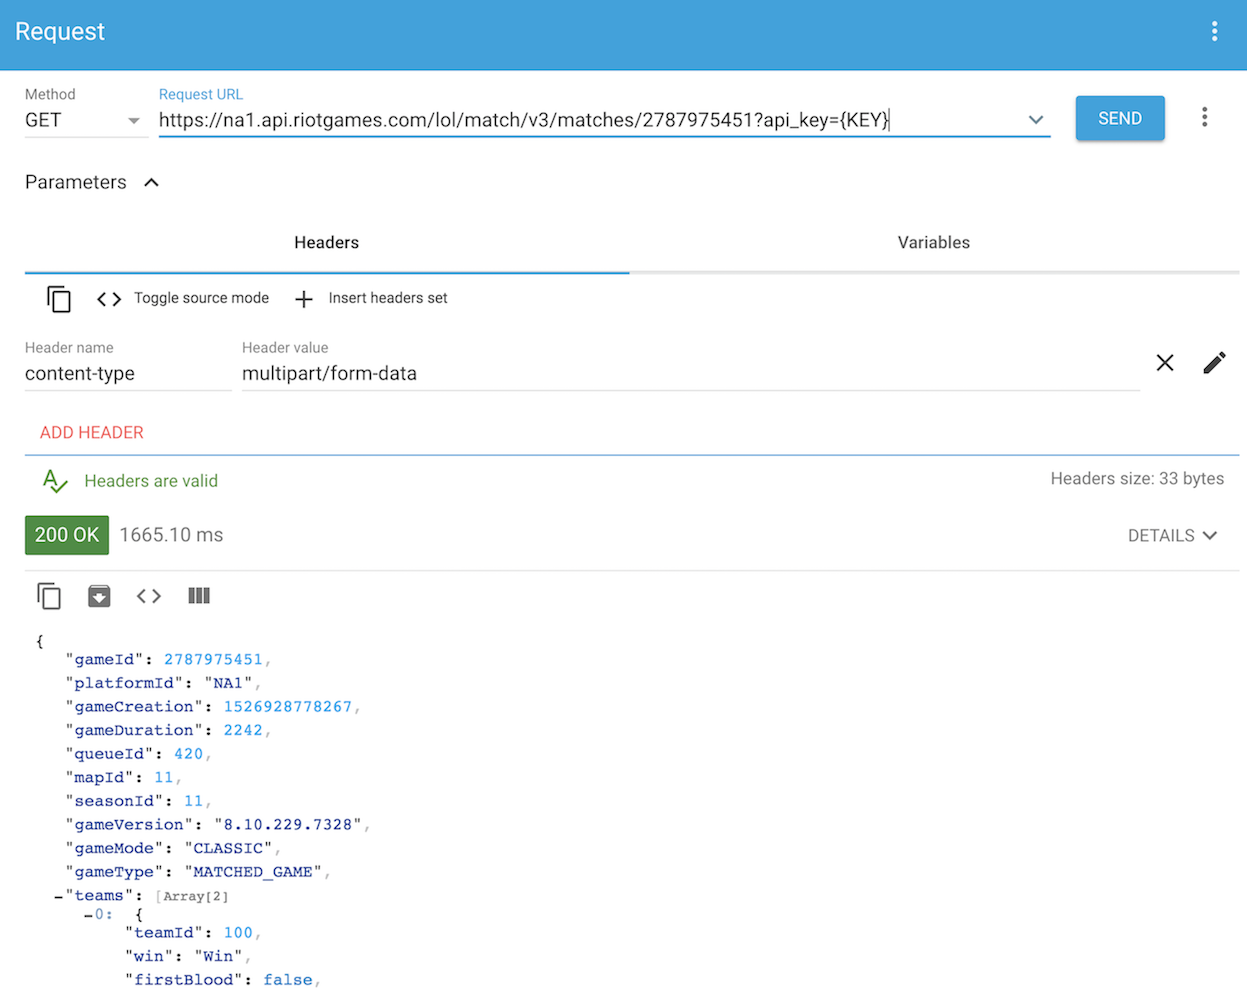 Request
Method
Request URL
GET
https://na1.api.riotgames.com/lol/match/v3/matches/2787975451?api_key={KEY}
SEND
Parameters
Headers
Variables
Toggle source mode
Insert headers set
Header name
Header value
content-type
multipart/form-data
ADD HEADER
Headers are valid
Headers size: 33 bytes
200 OK
1665.10 ms
DETAILS
{
"gameId": 2787975451,
"platformId": "NA1",
"gameCreation": 1526928778267,
"gameDuration": 2242,
"queueId": 420,
"mapId": 11,
"seasonId": 11,
"gameVersion": "8.10.229.7328",
"gameMode": "CLASSIC",
"gameType": "MATCHED_GAME",
-"teams": [Array[2]
-0: {
"teamId": 100,
"win": "Win",
"firstBlood": false,